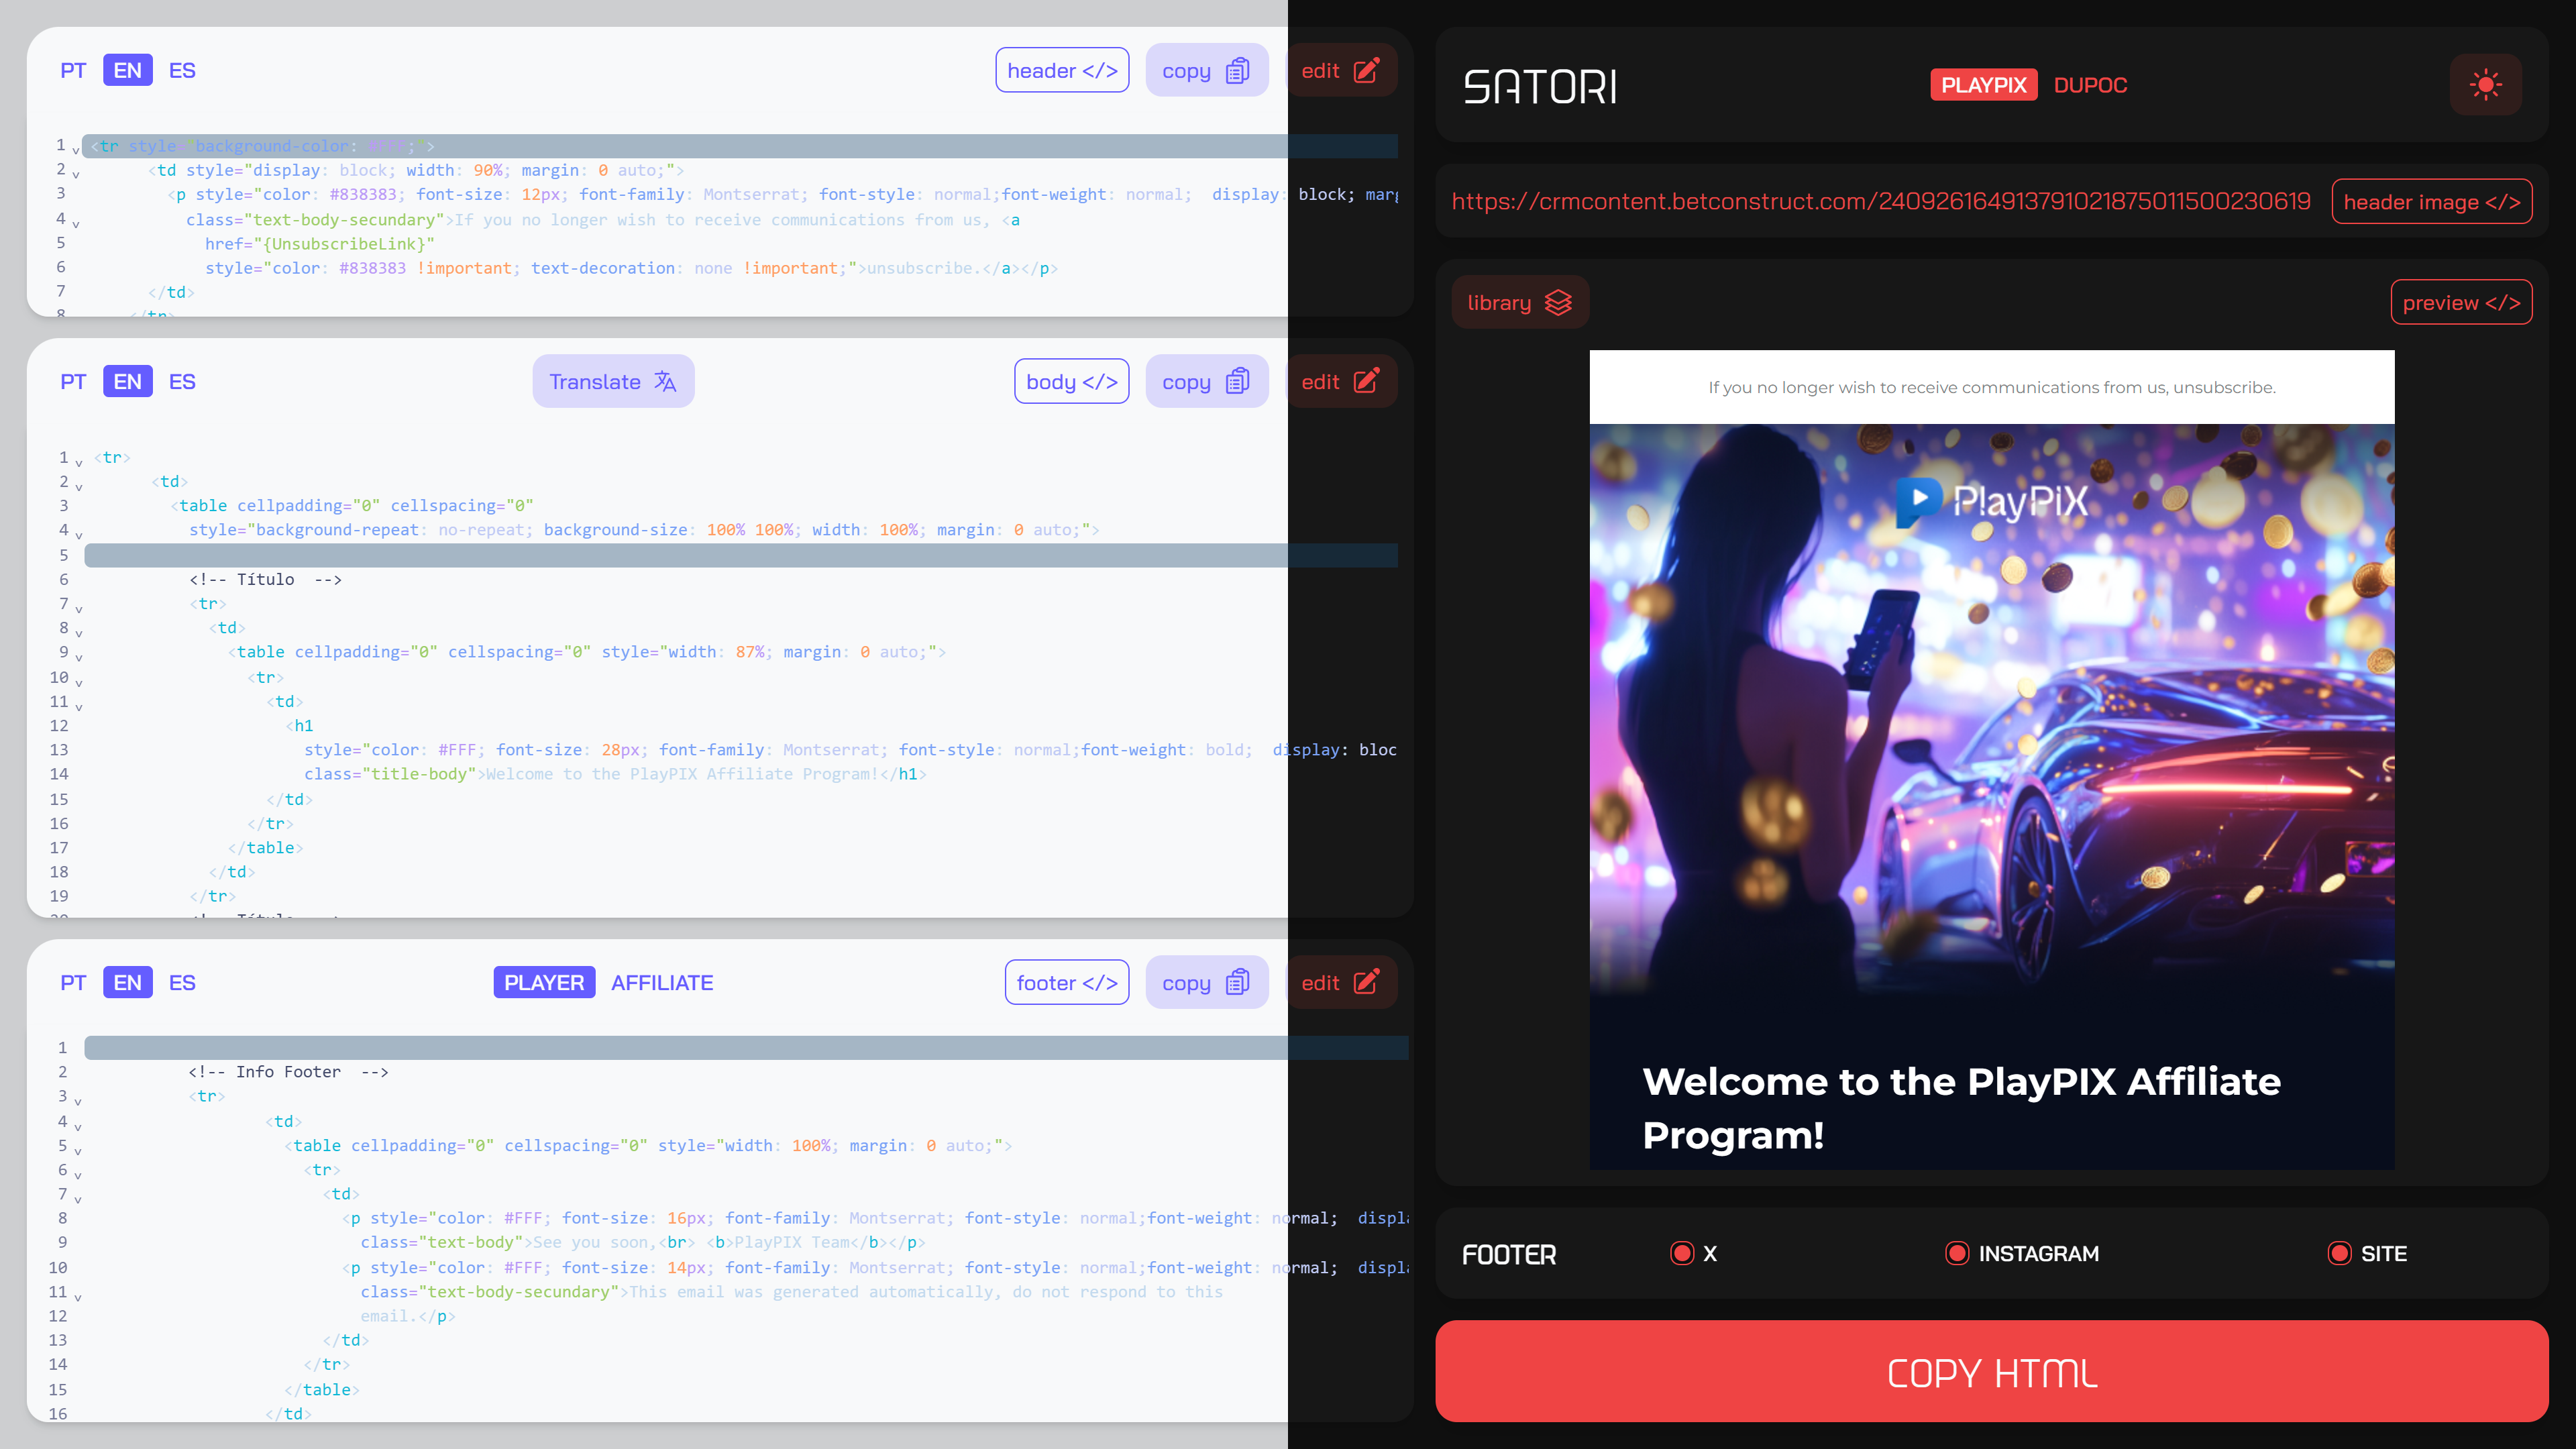 PT EN ES header </> copy edit
1 <tr style="background-color: #FFF;">
2 <td style="display: block; width: 90%; margin: 0 auto;">
3 <p style="color: #838383; font-size: 12px; font-family: Montserrat; font-style: normal;font-weight: normal;  display: block; marg
4 class="text-body-secundary">If you no longer wish to receive communications from us, <a
5 href="{UnsubscribeLink}"
6 style="color: #838383 !important; text-decoration: none !important;">unsubscribe.</a></p>
7 </td>
8 </tr>
PT EN ES Translate body </> copy edit
1 <tr>
2 <td>
3 <table cellpadding="0" cellspacing="0"
4 style="background-repeat: no-repeat; background-size: 100% 100%; width: 100%; margin: 0 auto;">
5
6 <!-- Título  -->
7 <tr>
8 <td>
9 <table cellpadding="0" cellspacing="0" style="width: 87%; margin: 0 auto;">
10 <tr>
11 <td>
12 <h1
13 style="color: #FFF; font-size: 28px; font-family: Montserrat; font-style: normal;font-weight: bold;  display: bloc
14 class="title-body">Welcome to the PlayPIX Affiliate Program!</h1>
15 </td>
16 </tr>
17 </table>
18 </td>
19 </tr>
20 <!-- Título  -->
PT EN ES PLAYER AFFILIATE footer </> copy edit
1
2 <!-- Info Footer  -->
3 <tr>
4 <td>
5 <table cellpadding="0" cellspacing="0" style="width: 100%; margin: 0 auto;">
6 <tr>
7 <td>
8 <p style="color: #FFF; font-size: 16px; font-family: Montserrat; font-style: normal;font-weight: normal;  displa
9 class="text-body">See you soon,<br> <b>PlayPIX Team</b></p>
10 <p style="color: #FFF; font-size: 14px; font-family: Montserrat; font-style: normal;font-weight: normal;  displa
11 class="text-body-secundary">This email was generated automatically, do not respond to this
12 email.</p>
13 </td>
14 </tr>
15 </table>
16 </td>
SATORI PLAYPIX DUPOC
https://crmcontent.betconstruct.com/24092616491379102187501150023​0619 header image </>
library preview </>
If you no longer wish to receive communications from us, unsubscribe.
PlayPiX
Welcome to the PlayPIX Affiliate
Program!
FOOTER X INSTAGRAM SITE
COPY HTML